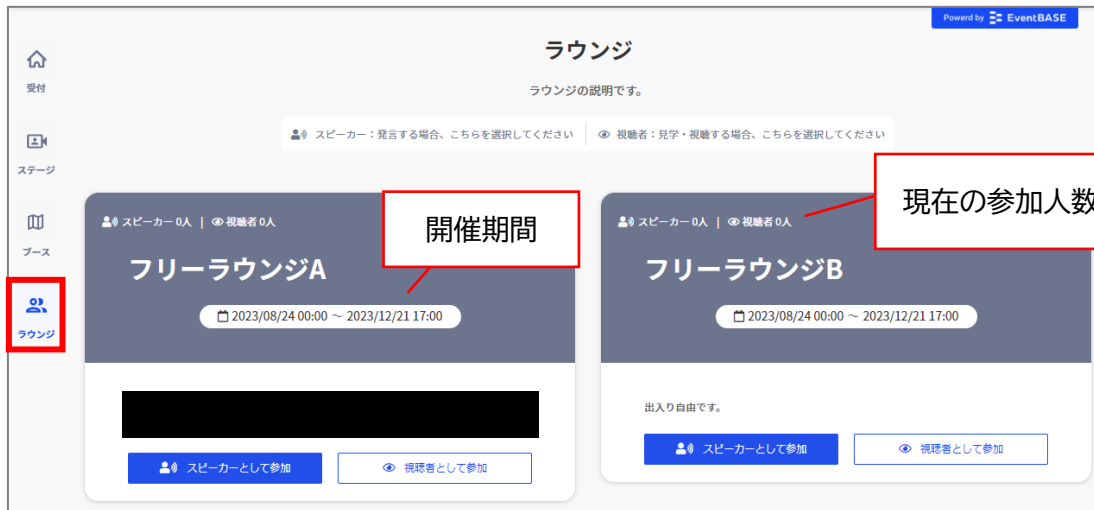 Powerd by EventBASE
ラウンジ
ラウンジの説明です。
スピーカー：発言する場合、こちらを選択してください
視聴者：見学・視聴する場合、こちらを選択してください
受付
ステージ
ブース
ラウンジ
スピーカー 0人 | 視聴者 0人
開催期間
フリーラウンジA
2023/08/24 00:00 ～ 2023/12/21 17:00
スピーカーとして参加
視聴者として参加
スピーカー 0人 | 視聴者 0人
現在の参加人数
フリーラウンジB
2023/08/24 00:00 ～ 2023/12/21 17:00
出入り自由です。
スピーカーとして参加
視聴者として参加